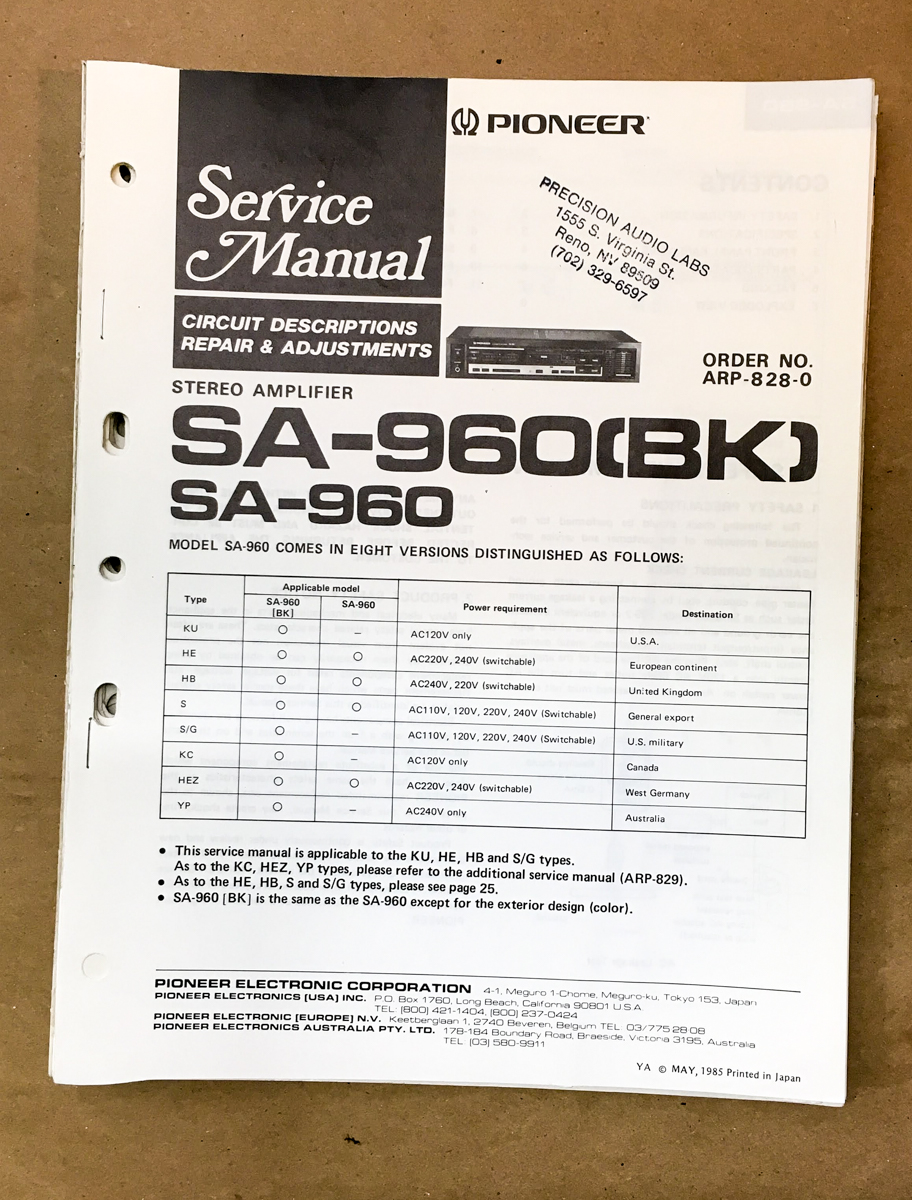 PIONEER
Service
Manual
PRECISION AUDIO LABS
1555 S. Virginia St.
Reno, NV 89509
(702) 329-6597
CIRCUIT DESCRIPTIONS
REPAIR & ADJUSTMENTS
ORDER NO.
ARP-828-0
STEREO AMPLIFIER
SA-960(BK)
SA-960
MODEL SA-960 COMES IN EIGHT VERSIONS DISTINGUISHED AS FOLLOWS:
Type Applicable model Power requirement Destination
SA-960 [BK] SA-960
KU ○ – AC120V only U.S.A.
HE ○ ○ AC220V, 240V (switchable) European continent
HB ○ ○ AC240V, 220V (switchable) United Kingdom
S ○ ○ AC110V, 120V, 220V, 240V (Switchable) General export
S/G ○ – AC110V, 120V, 220V, 240V (Switchable) U.S. military
KC ○ – AC120V only Canada
HEZ ○ ○ AC220V, 240V (switchable) West Germany
YP ○ – AC240V only Australia
● This service manual is applicable to the KU, HE, HB and S/G types.
As to the KC, HEZ, YP types, please refer to the additional service manual (ARP-829).
● As to the HE, HB, S and S/G types, please see page 25.
● SA-960 [BK] is the same as the SA-960 except for the exterior design (color).
PIONEER ELECTRONIC CORPORATION 4-1, Meguro 1-Chome, Meguro-ku, Tokyo 153, Japan
PIONEER ELECTRONICS [USA] INC. P.O. Box 1760, Long Beach, California 90801 U.S.A.
TEL: [800] 421-1404, [800] 237-0424
PIONEER ELECTRONIC [EUROPE] N.V. Keetberglaan 1, 2740 Beveren, Belgium TEL: 03/775 28 08
PIONEER ELECTRONICS AUSTRALIA PTY. LTD. 178-184 Boundary Road, Braeside, Victoria 3195, Australia
TEL: [03] 580-9911
YA © MAY, 1985 Printed in Japan